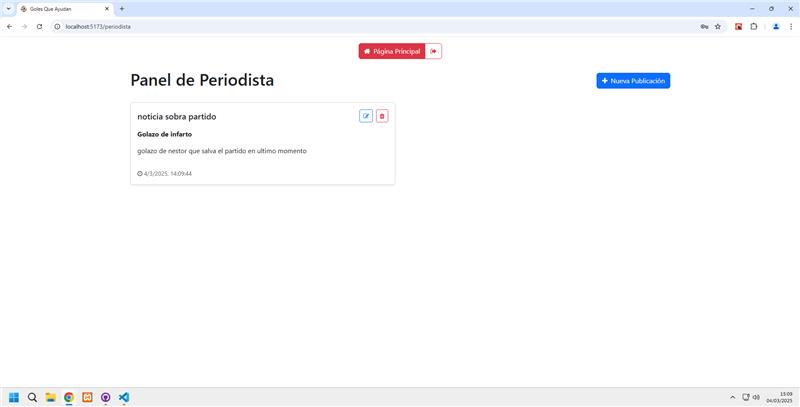 Goles Que Ayudan
localhost:5173/periodista
Página Principal
Panel de Periodista
Nueva Publicación
noticia sobra partido
Golazo de infarto
golazo de nestor que salva el partido en ultimo momento
4/3/2025, 14:09:44
15:09
04/03/2025